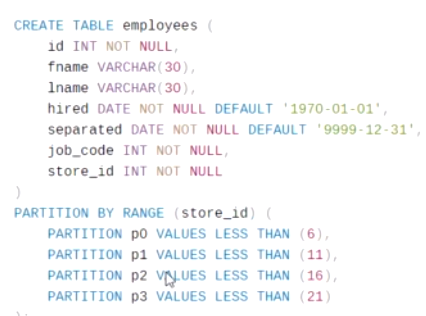 CREATE TABLE employees (
id INT NOT NULL,
fname VARCHAR(30),
lname VARCHAR(30),
hired DATE NOT NULL DEFAULT '1970-01-01',
separated DATE NOT NULL DEFAULT '9999-12-31',
job_code INT NOT NULL,
store_id INT NOT NULL
)
PARTITION BY RANGE (store_id) (
PARTITION p0 VALUES LESS THAN (6),
PARTITION p1 VALUES LESS THAN (11),
PARTITION p2 VALUES LESS THAN (16),
PARTITION p3 VALUES LESS THAN (21)
);